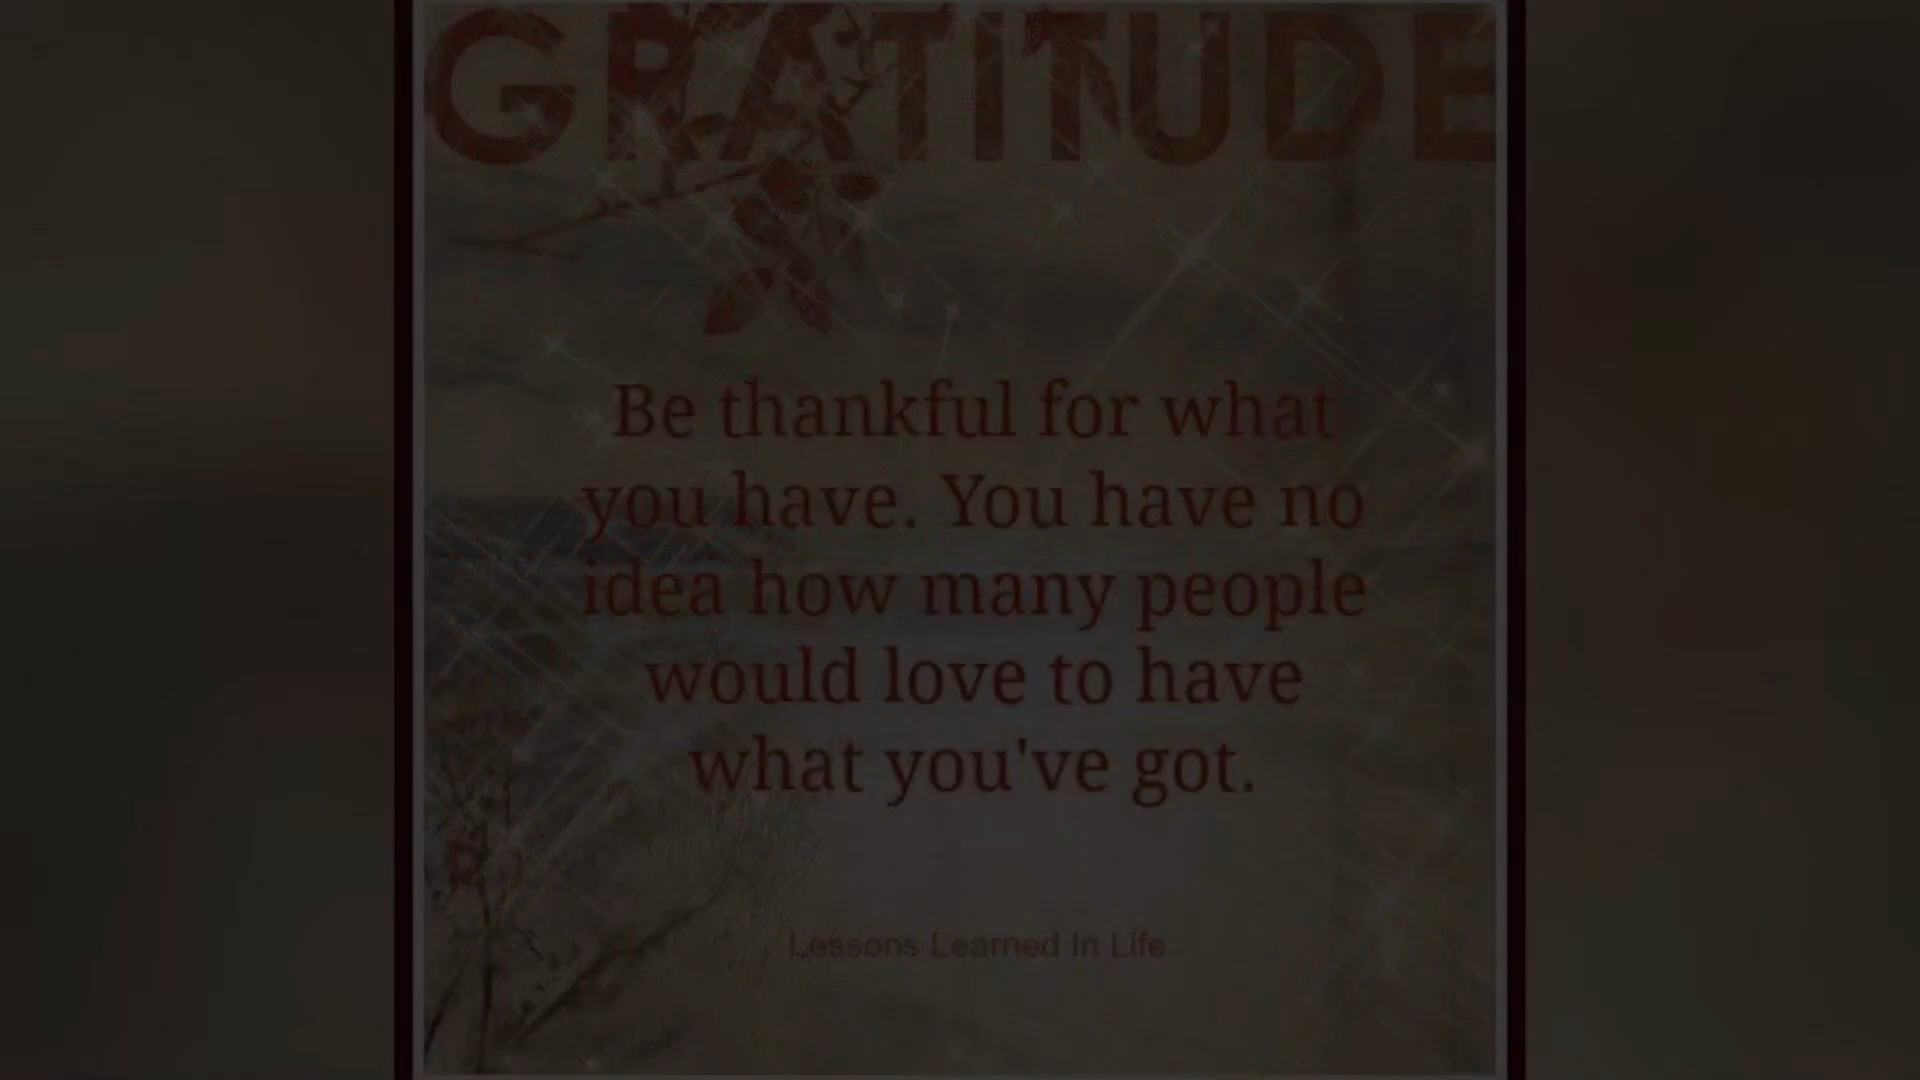 GRATITUDE
Be thankful for what
you have. You have no
idea how many people
would love to have
what you've got.
Lessons Learned In Life